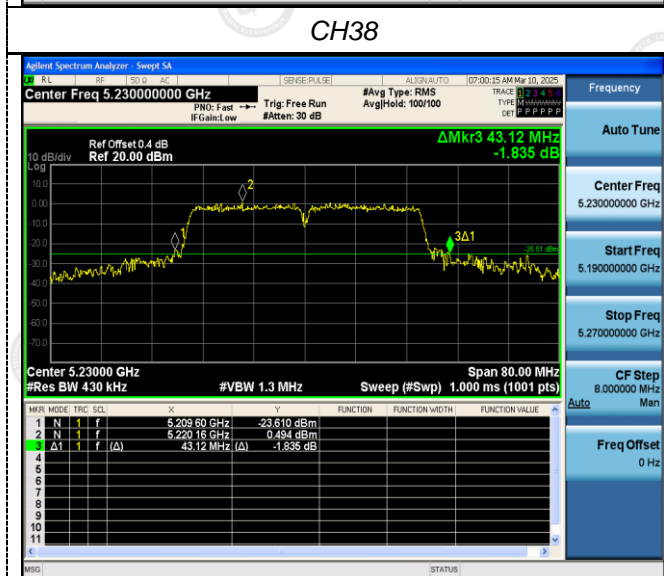 CH38
Agilent Spectrum Analyzer - Swept SA
RL RF 50 Ω AC SENSE:PULSE ALIGNAUTO 07:00:15 AM Mar 10, 2025
Center Freq 5.230000000 GHz
PNO: Fast
IFGain:Low
Trig: Free Run
#Atten: 30 dB
#Avg Type: RMS
Avg|Hold: 100/100
TRACE 1 2 3 4 5 6
TYPE M
DET P P P P P P
Frequency
Auto Tune
Center Freq
5.230000000 GHz
Start Freq
5.190000000 GHz
Stop Freq
5.270000000 GHz
CF Step
8.000000 MHz
Auto Man
Freq Offset
0 Hz
ΔMkr3 43.12 MHz
-1.835 dB
Ref Offset 0.4 dB
10 dB/div Ref 20.00 dBm
Log
10.0
0.00
-10.0
-20.0
-30.0
-40.0
-50.0
-60.0
-70.0
1
2
3Δ1
-25.51 dBm
Center 5.23000 GHz Span 80.00 MHz
#Res BW 430 kHz #VBW 1.3 MHz Sweep (#Swp) 1.000 ms (1001 pts)
MKR MODE TRC SCL X Y FUNCTION FUNCTION WIDTH FUNCTION VALUE
1 N 1 f 5.209 60 GHz -23.610 dBm
2 N 1 f 5.220 16 GHz 0.494 dBm
3 Δ1 1 f (Δ) 43.12 MHz (Δ) -1.835 dB
4
5
6
7
8
9
10
11
MSG STATUS